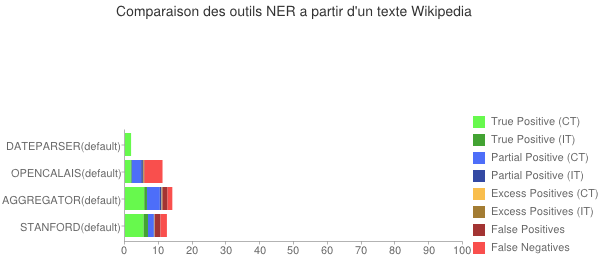 Comparaison des outils NER a partir d'un texte Wikipedia
DATEPARSER(default)
OPENCALAIS(default)
AGGREGATOR(default)
STANFORD(default)
0 10 20 30 40 50 60 70 80 90 100
True Positive (CT)
True Positive (IT)
Partial Positive (CT)
Partial Positive (IT)
Excess Positives (CT)
Excess Positives (IT)
False Positives
False Negatives